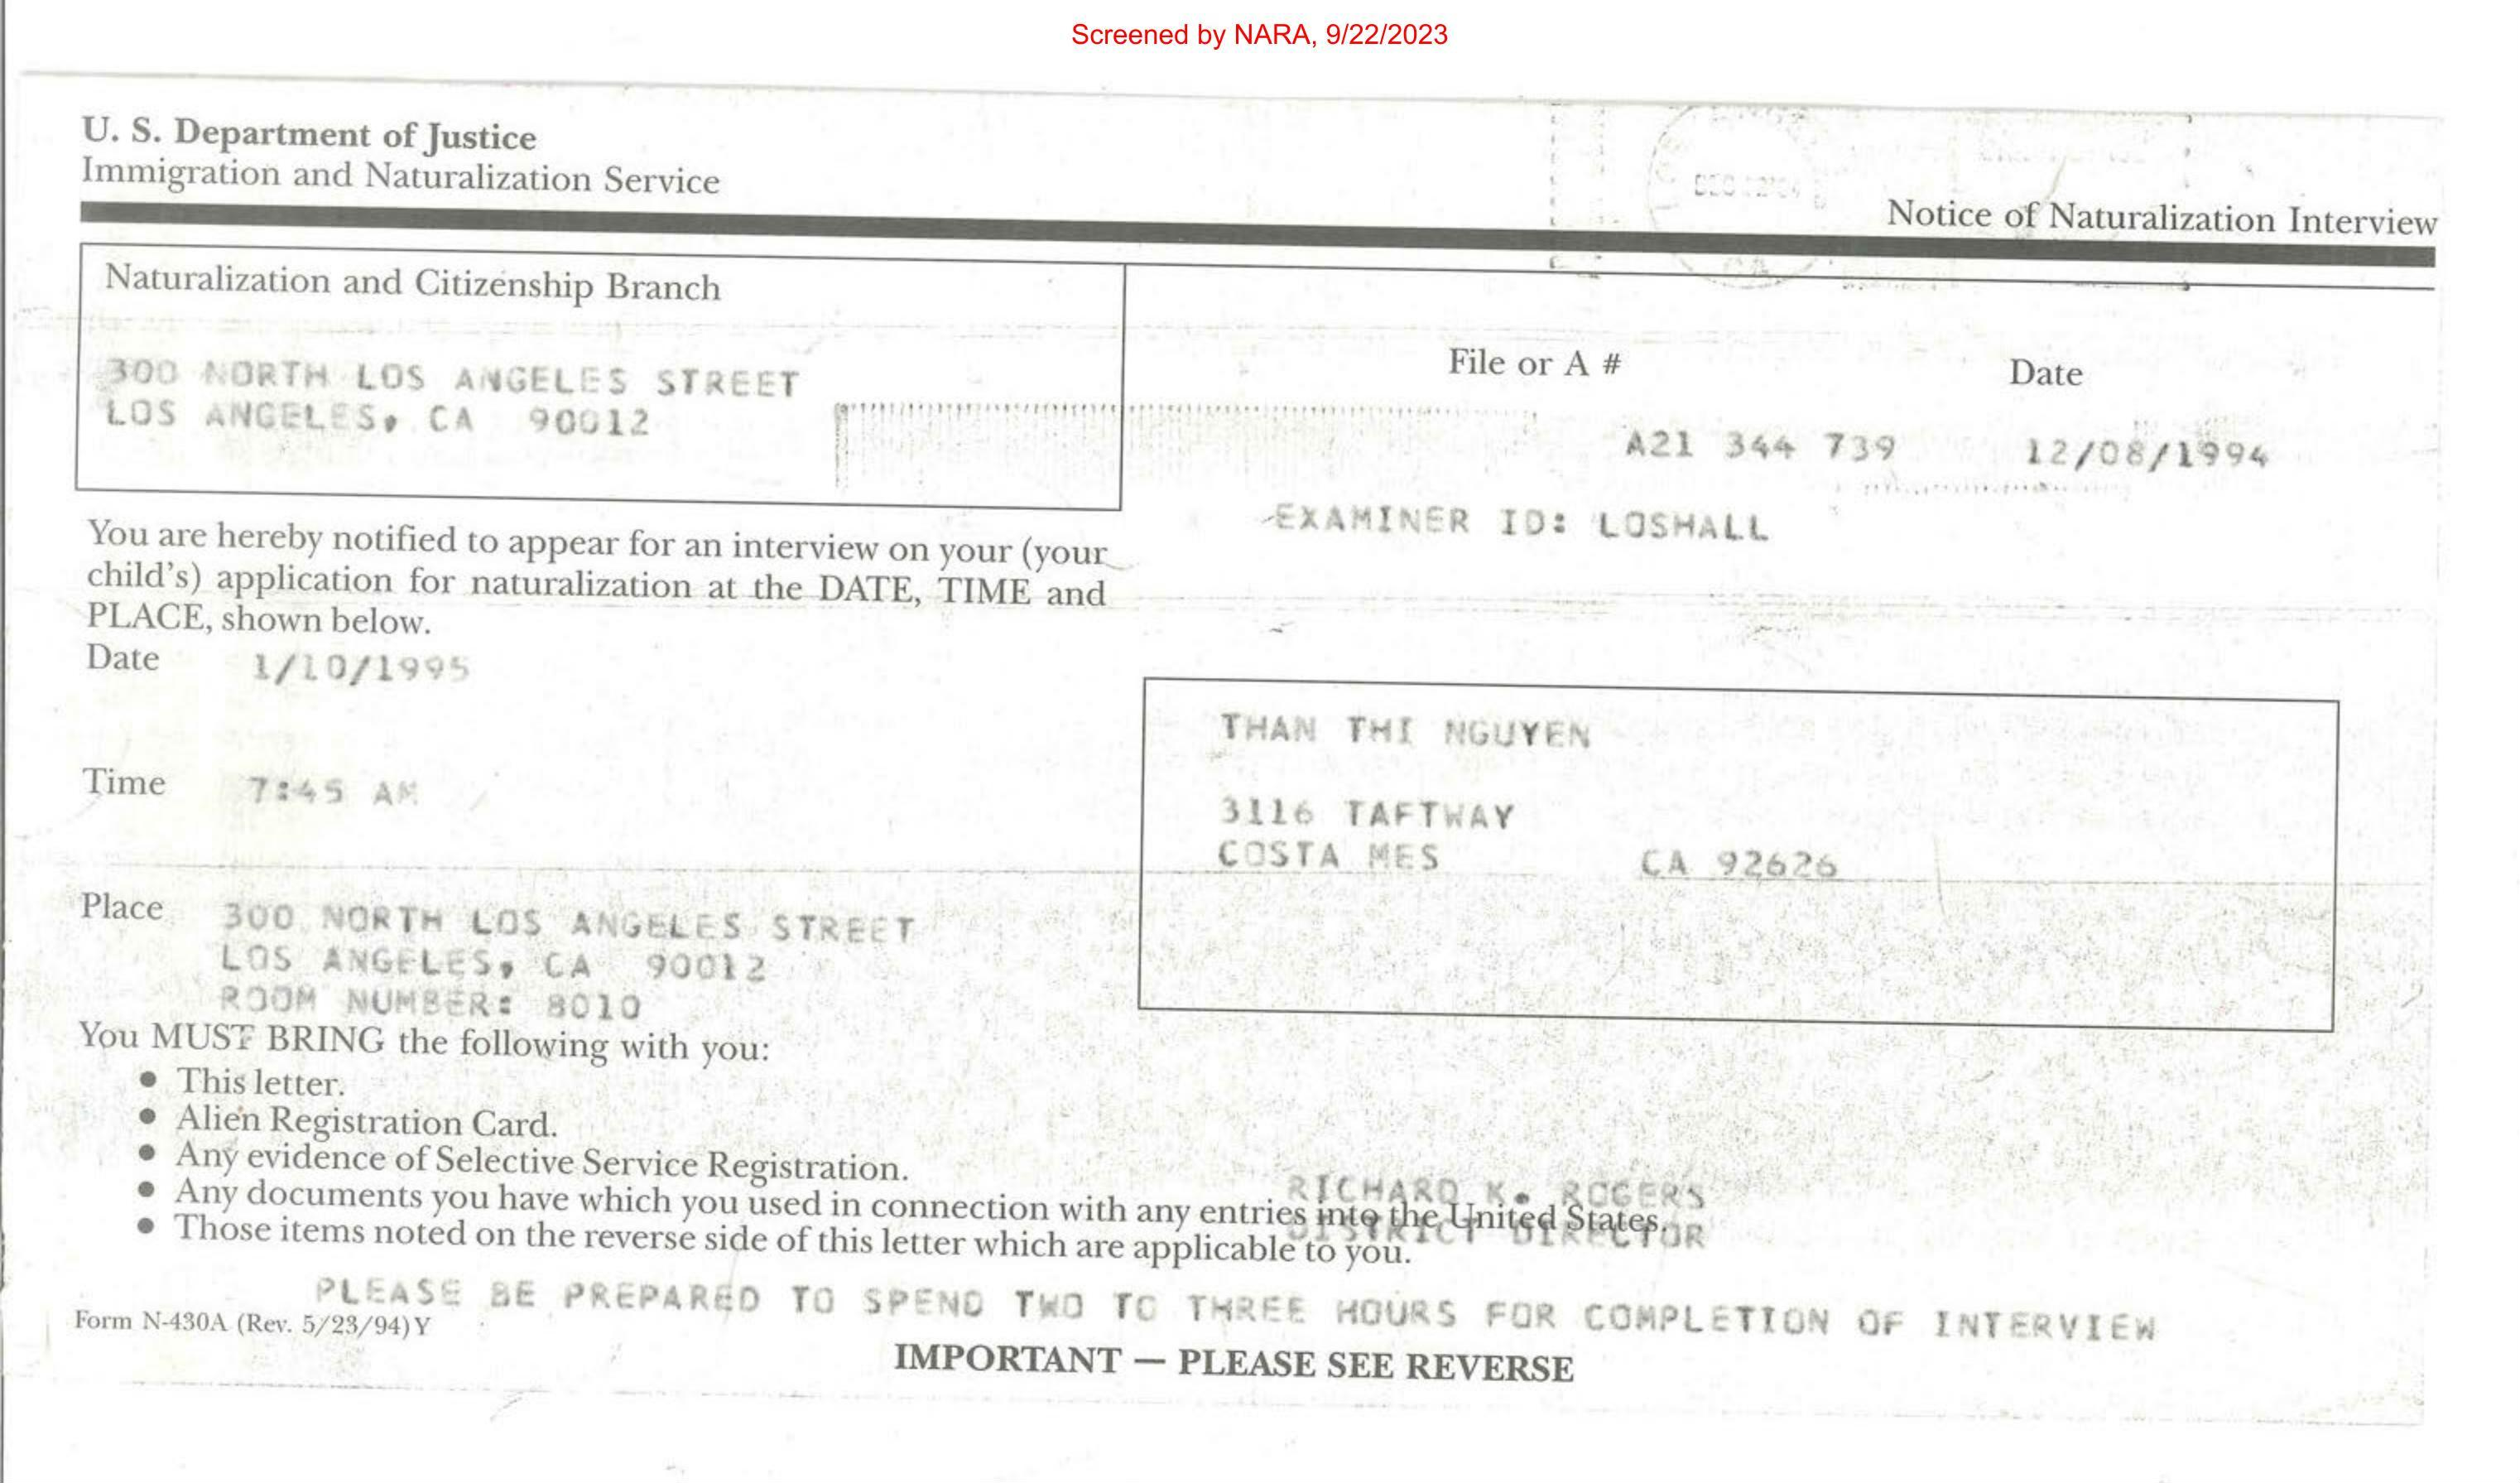 Screened by NARA, 9/22/2023
U. S. Department of Justice
Immigration and Naturalization Service
Notice of Naturalization Interview
Naturalization and Citizenship Branch
300 NORTH LOS ANGELES STREET
LOS ANGELES, CA 90012
File or A #
Date
A21 344 739
12/08/1994
EXAMINER ID: LOSHALL
You are hereby notified to appear for an interview on your (your
child's) application for naturalization at the DATE, TIME and
PLACE, shown below.
Date 1/10/1995
Time 7:45 AM
Place 300 NORTH LOS ANGELES STREET
LOS ANGELES, CA 90012
ROOM NUMBER: 8010
THAN THI NGUYEN
3116 TAFTWAY
COSTA MES CA 92626
You MUST BRING the following with you:
• This letter.
• Alien Registration Card.
• Any evidence of Selective Service Registration.
• Any documents you have which you used in connection with any entries into the United States.
• Those items noted on the reverse side of this letter which are applicable to you.
RICHARD K. ROGERS
DISTRICT DIRECTOR
PLEASE BE PREPARED TO SPEND TWO TO THREE HOURS FOR COMPLETION OF INTERVIEW
Form N-430A (Rev. 5/23/94)Y
IMPORTANT — PLEASE SEE REVERSE